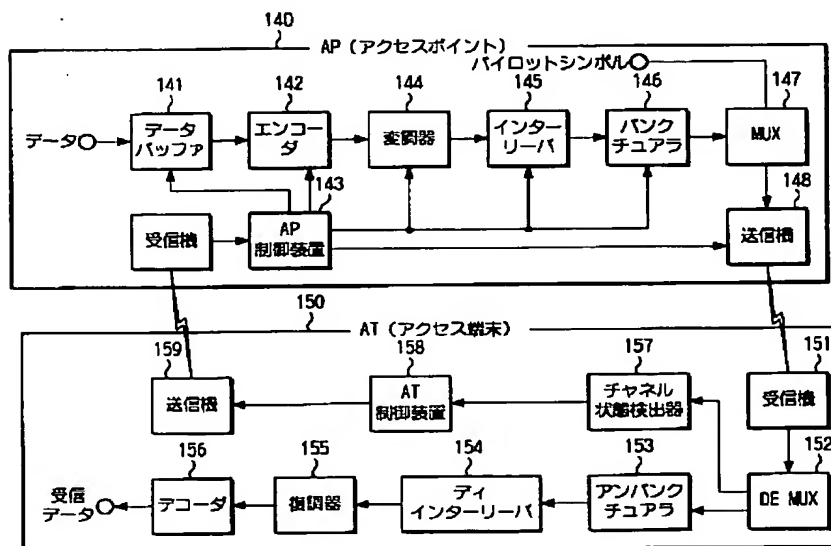 140
AP（アクセスポイント）
パイロットシンボル
141
142
144
145
146
147
データ
データ
バッファ
エンコー
ダ
変調器
インター
リーバ
パンク
チュアラ
MUX
143
148
受信機
AP
制御装置
送信機
150
AT（アクセス端末）
159
158
157
151
送信機
AT
制御装置
チャネル
状態検出器
受信機
156
155
154
153
152
受信
データ
デコーダ
復調器
ディ
インターリーバ
アンパンク
チュアラ
DE MUX